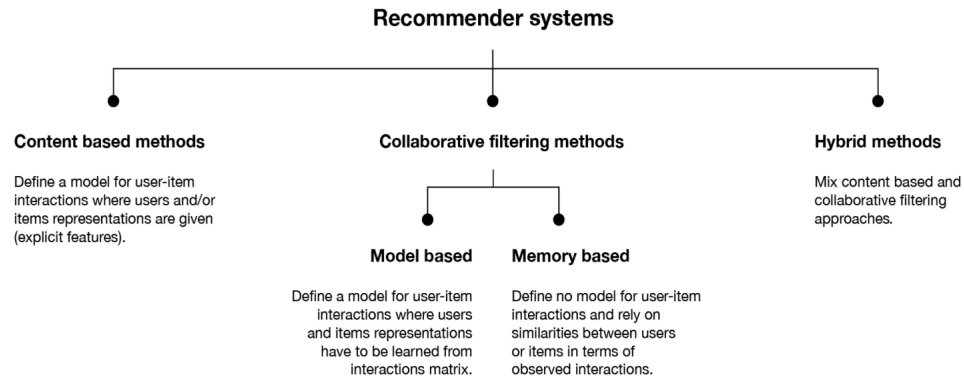 Recommender systems
Content based methods
Define a model for user-item
interactions where users and/or
items representations are given
(explicit features).
Collaborative filtering methods
Model based
Define a model for user-item
interactions where users
and items representations
have to be learned from
interactions matrix.
Memory based
Define no model for user-item
interactions and rely on
similarities between users
or items in terms of
observed interactions.
Hybrid methods
Mix content based and
collaborative filtering
approaches.